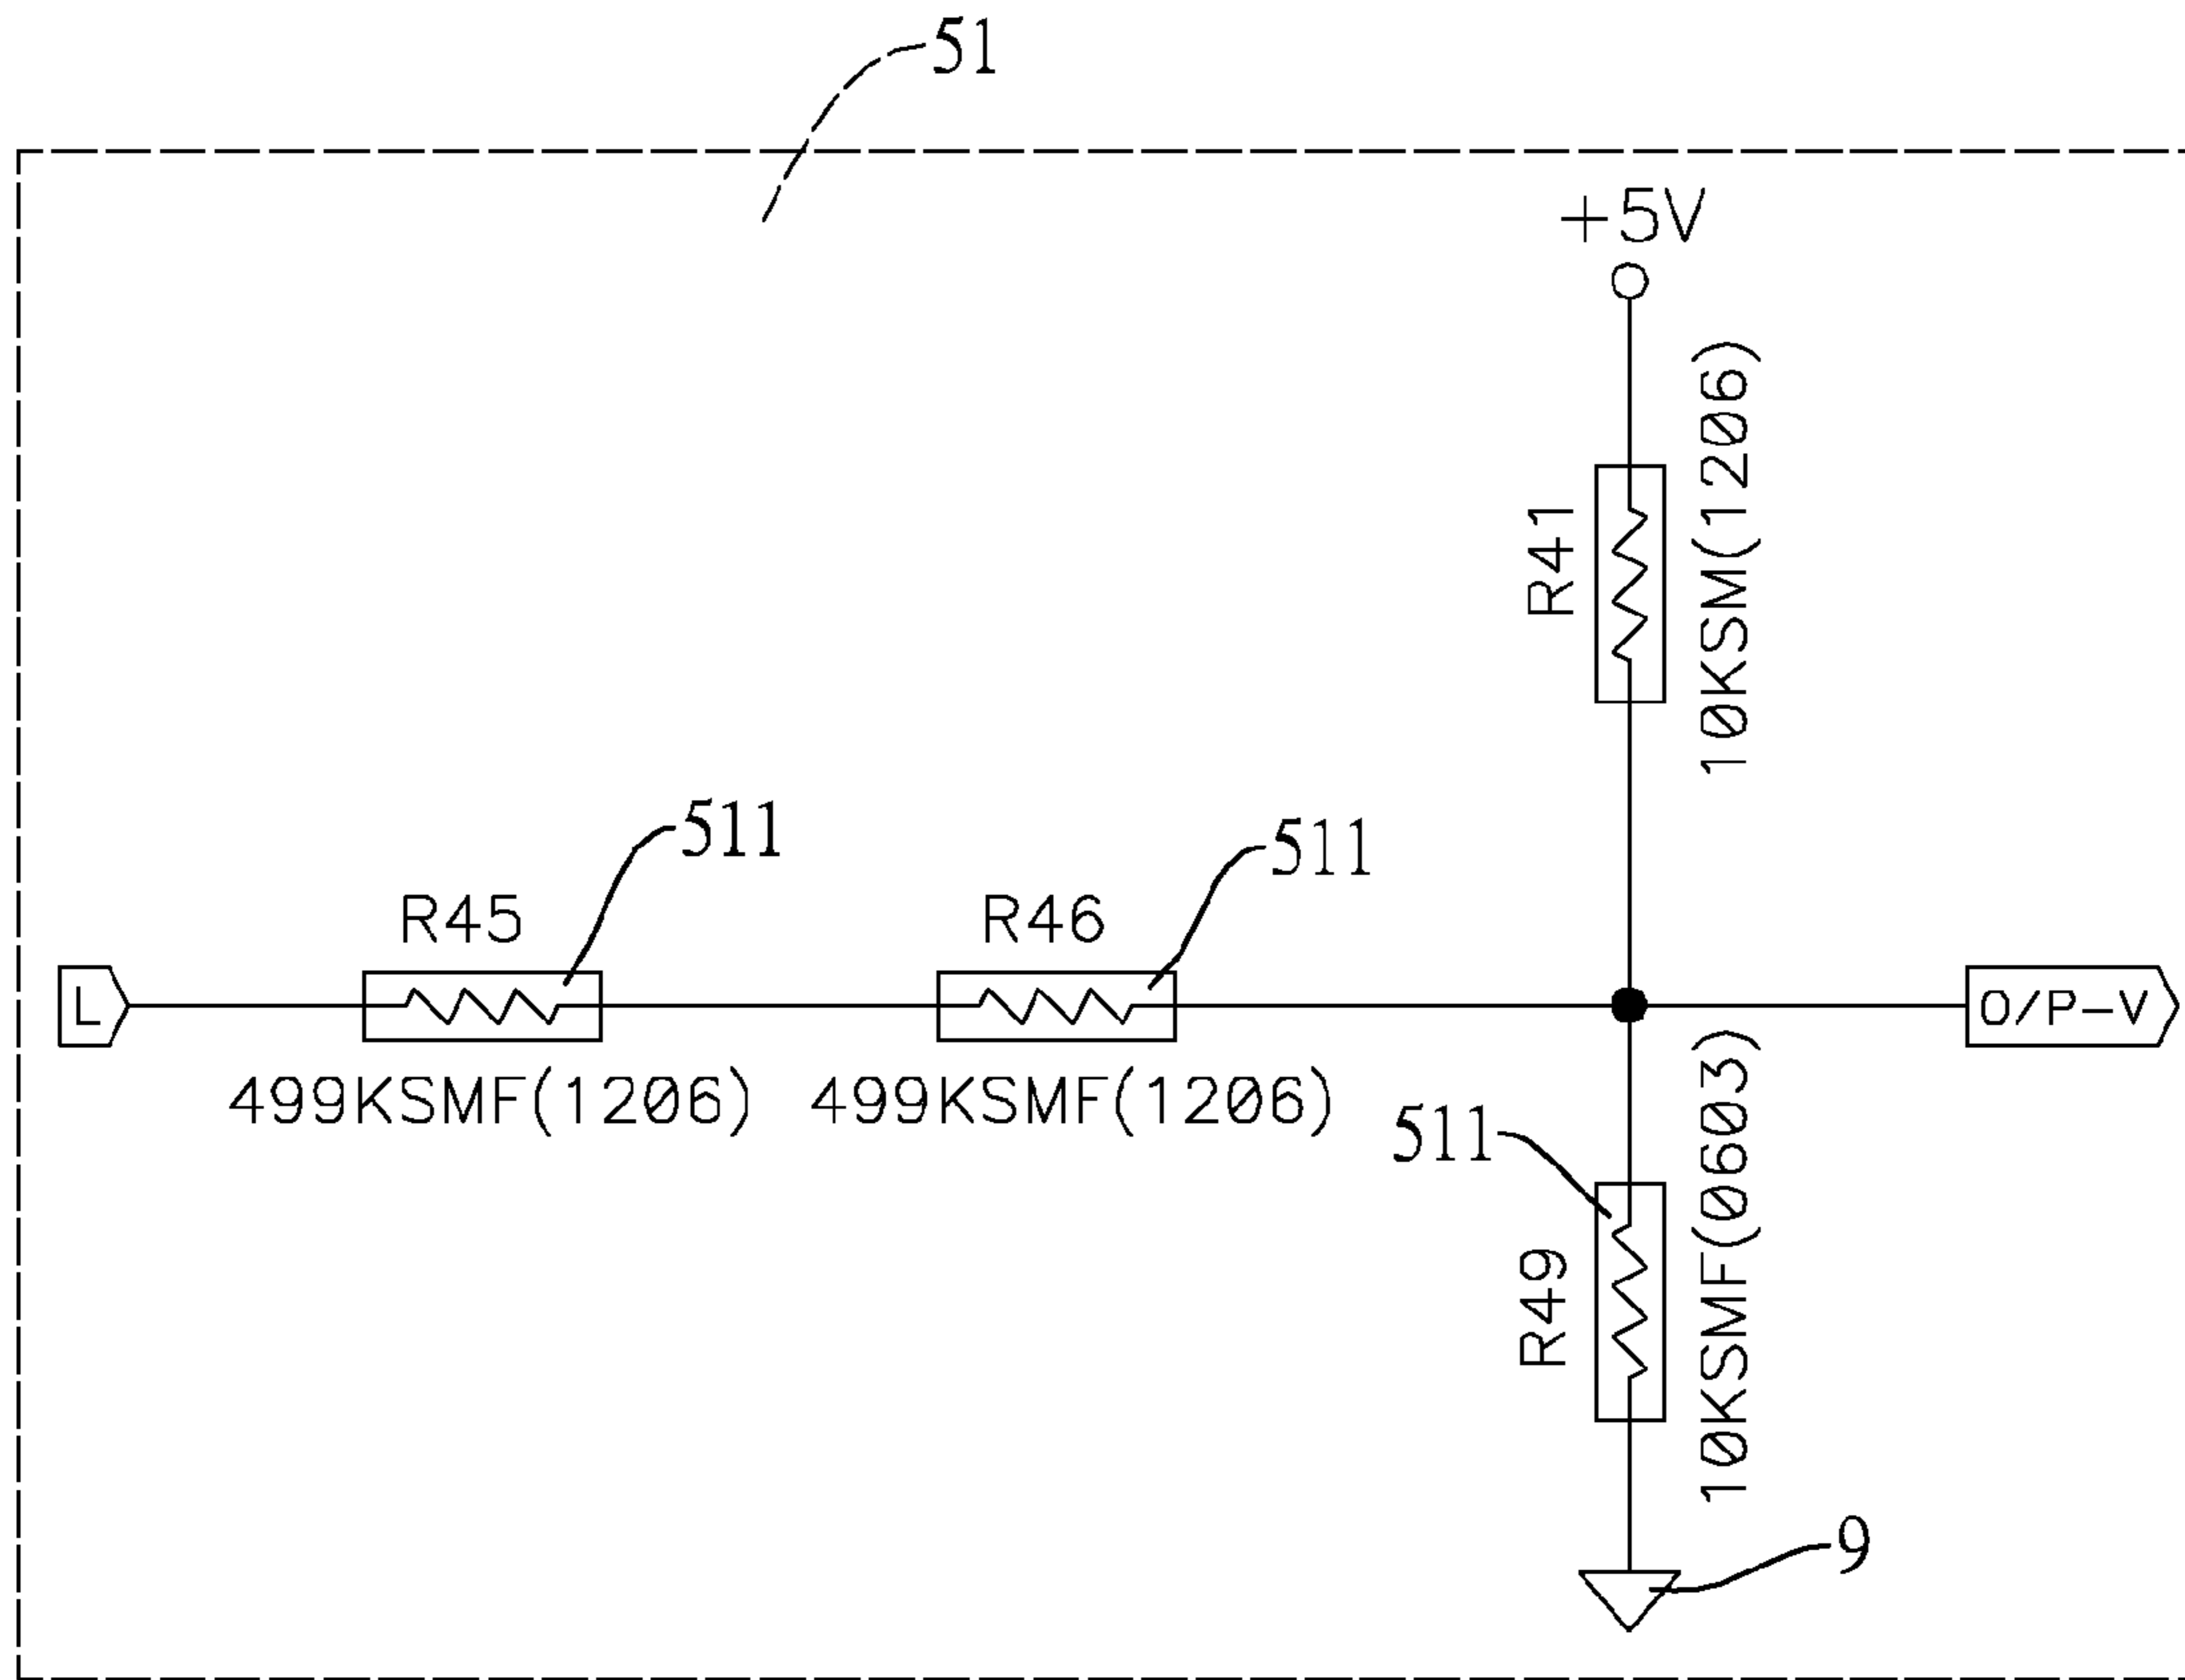 51
+5V
R41
10KSM(1206)
511
511
R45
R46
L
O/P-V
499KSMF(1206)
499KSMF(1206)
511
R49
10KSMF(0603)
9